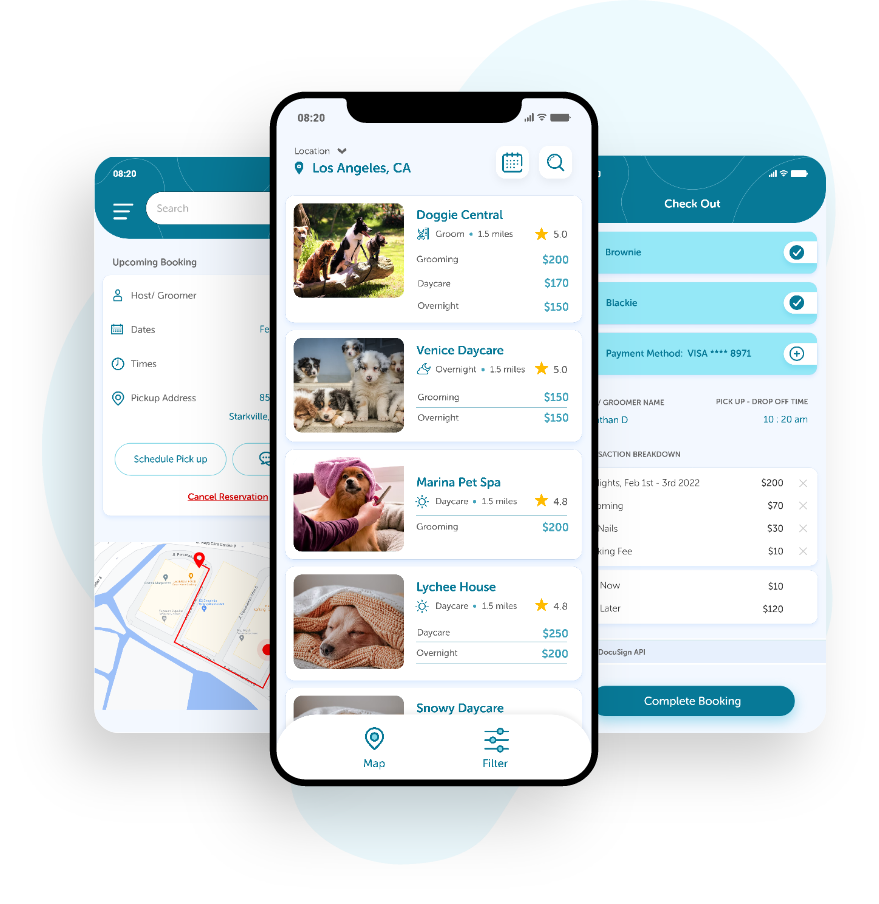 08:20
Search
Upcoming Booking
Host/ Groomer
Dates Fe
Times
Pickup Address 85
Starkville,
Schedule Pick up
Cancel Reservation
08:20
Location
Los Angeles, CA
Doggie Central
Groom • 1.5 miles 5.0
Grooming $200
Daycare $170
Overnight $150
Venice Daycare
Overnight • 1.5 miles 5.0
Grooming $150
Overnight $150
Marina Pet Spa
Daycare • 1.5 miles 4.8
Grooming $200
Lychee House
Daycare • 1.5 miles 4.8
Daycare $250
Overnight $200
Snowy Daycare
Map Filter
Check Out
Brownie
Blackie
Payment Method: VISA **** 8971
/ GROOMER NAME PICK UP - DROP OFF TIME
than D 10 . 20 am
SACTION BREAKDOWN
ights, Feb 1st - 3rd 2022 $200
ming $70
Nails $30
king Fee $10
Now $10
Later $120
DocuSign API
Complete Booking